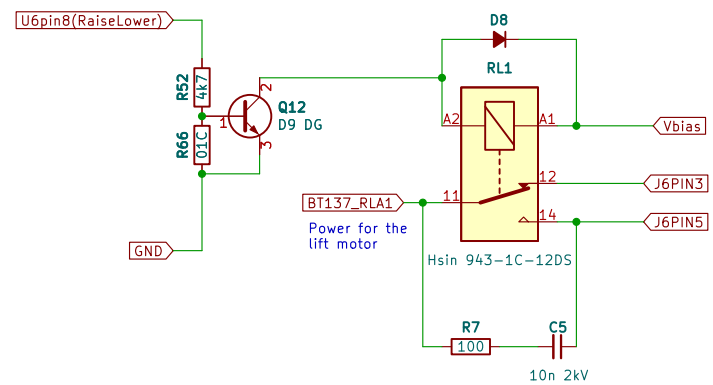 U6pin8(RaiseLower)
D8
RL1
R52
4k7
Q12
D9 DG
1
2
3
R66
01C
A2
A1
Vbias
12
J6PIN3
BT137_RLA1
11
14
J6PIN5
Power for the
lift motor
GND
Hsin 943-1C-12DS
R7
100
C5
10n 2kV